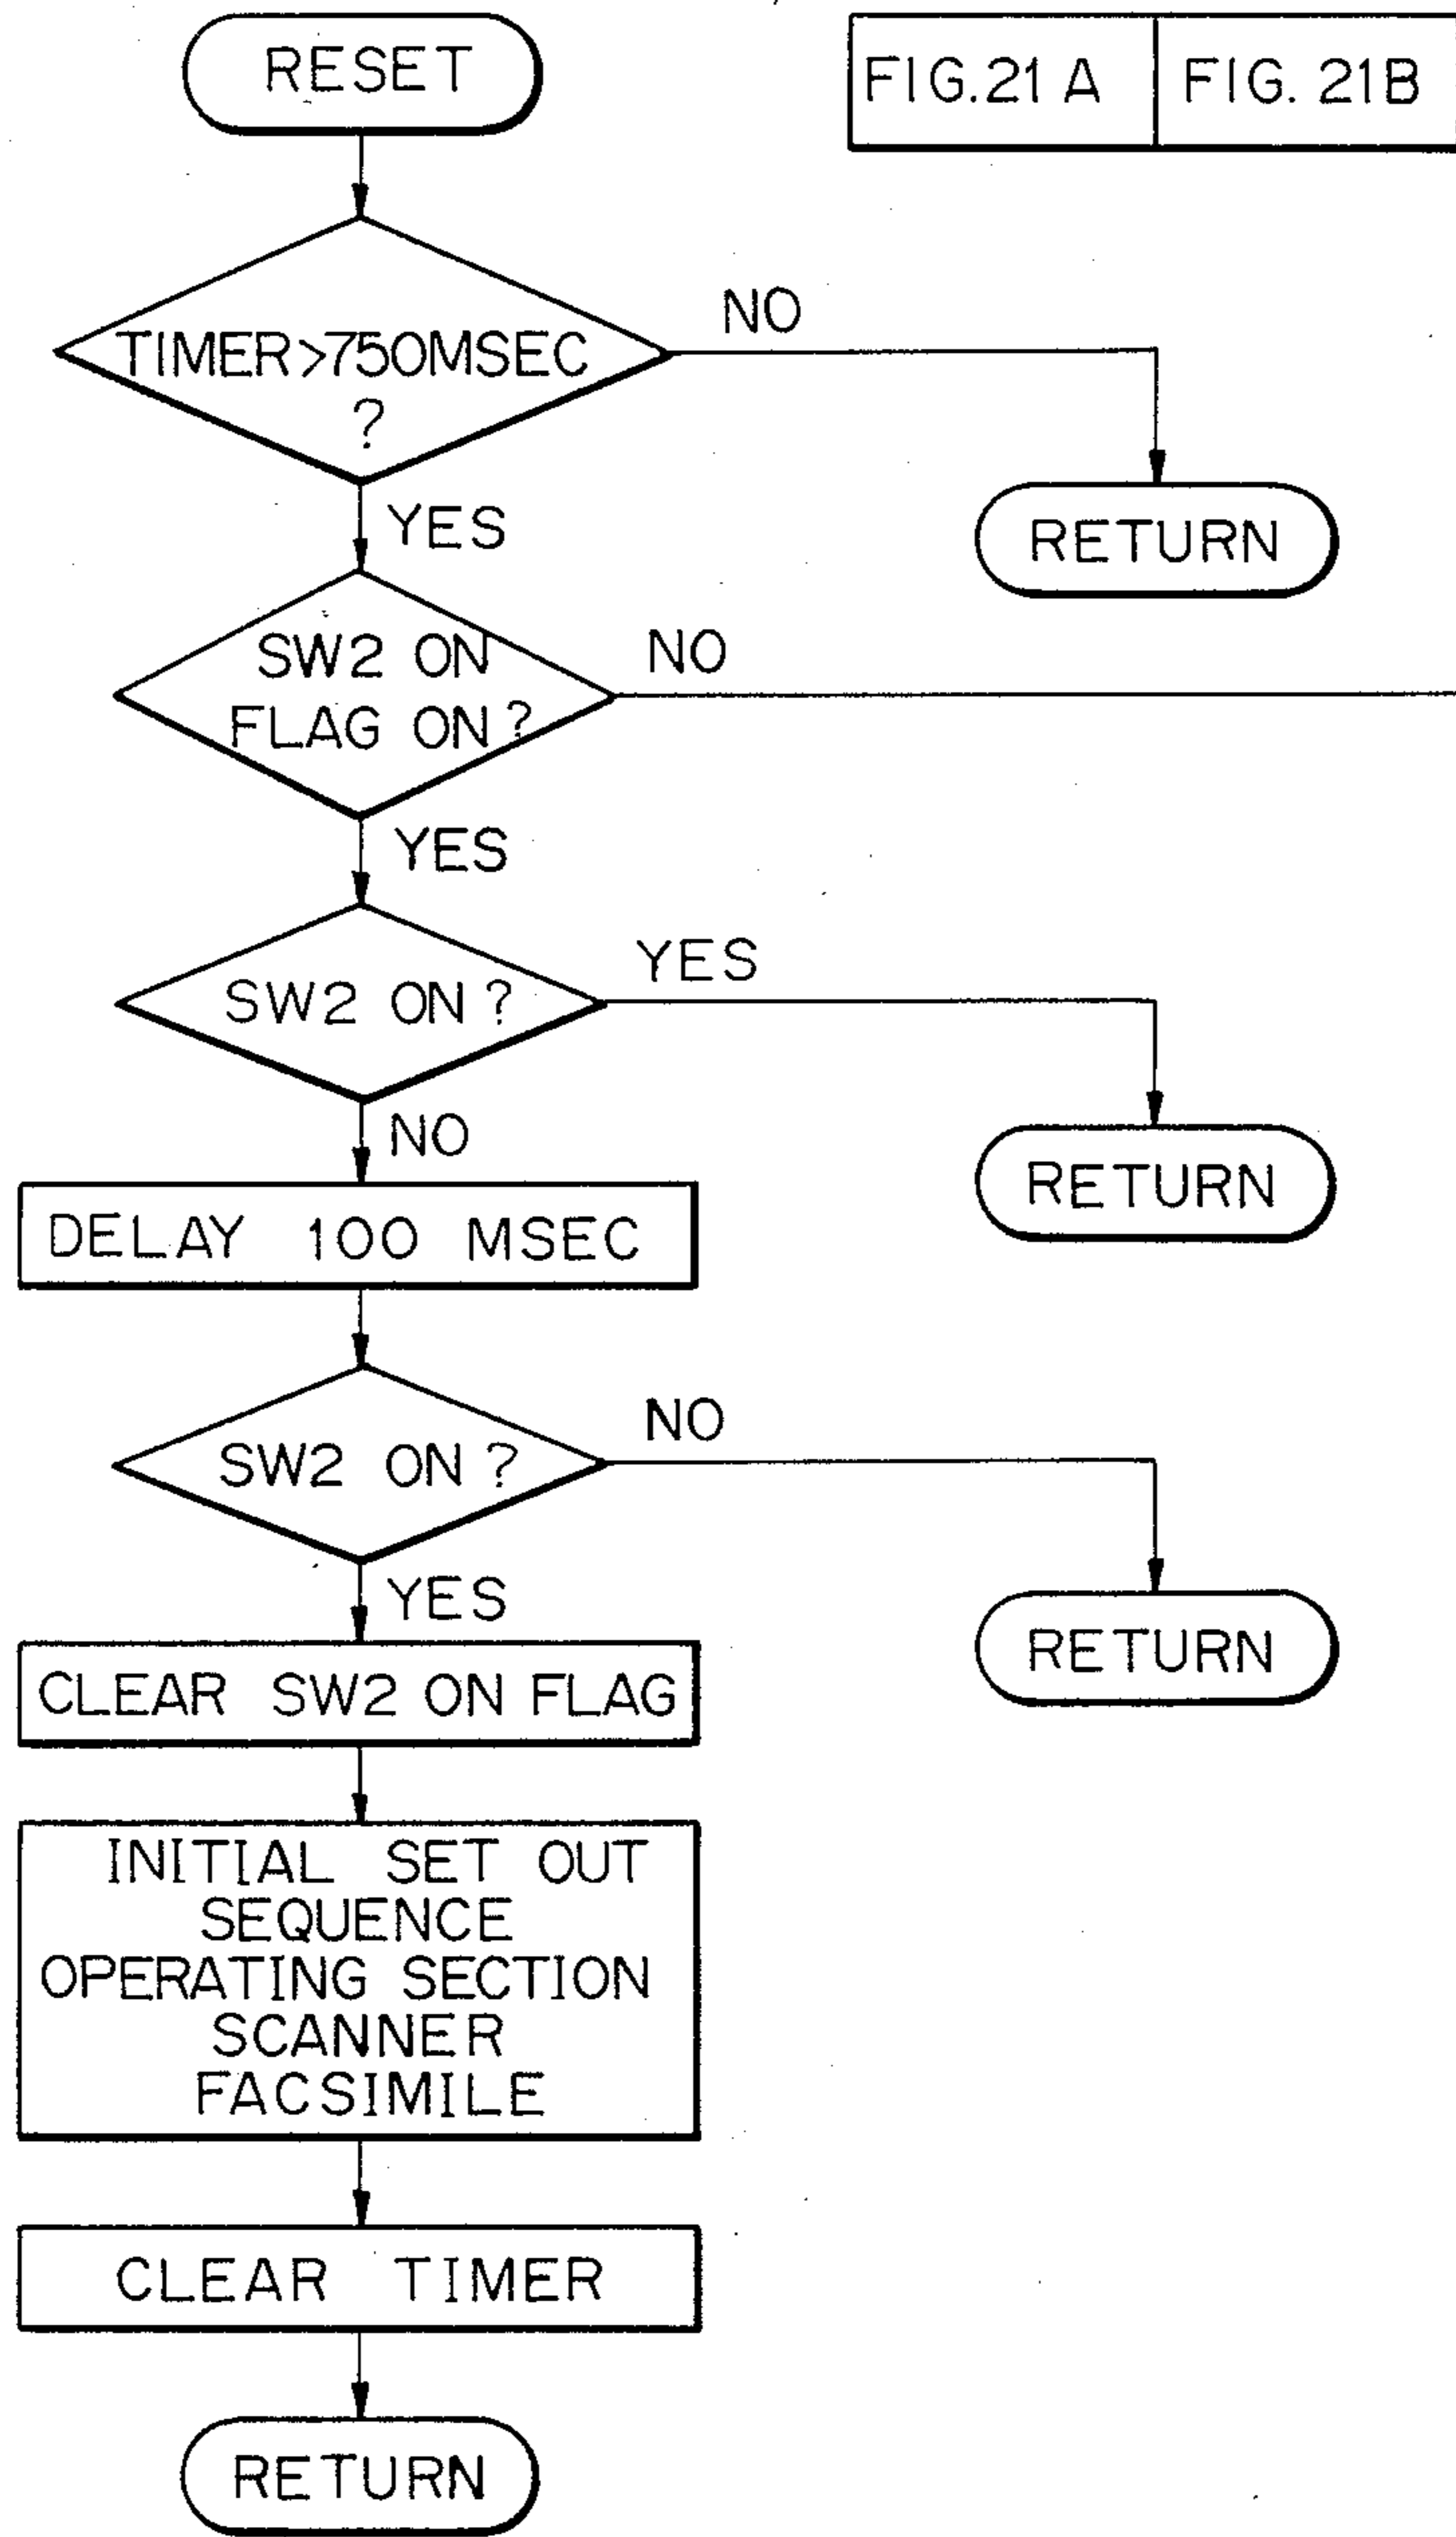 RESET
FIG.21 A
FIG. 21B
TIMER>750MSEC
?
NO
RETURN
YES
SW2 ON
FLAG ON?
NO
YES
SW2 ON?
YES
RETURN
NO
DELAY 100 MSEC
SW2 ON?
NO
RETURN
YES
CLEAR SW2 ON FLAG
INITIAL SET OUT
SEQUENCE
OPERATING SECTION
SCANNER
FACSIMILE
CLEAR TIMER
RETURN